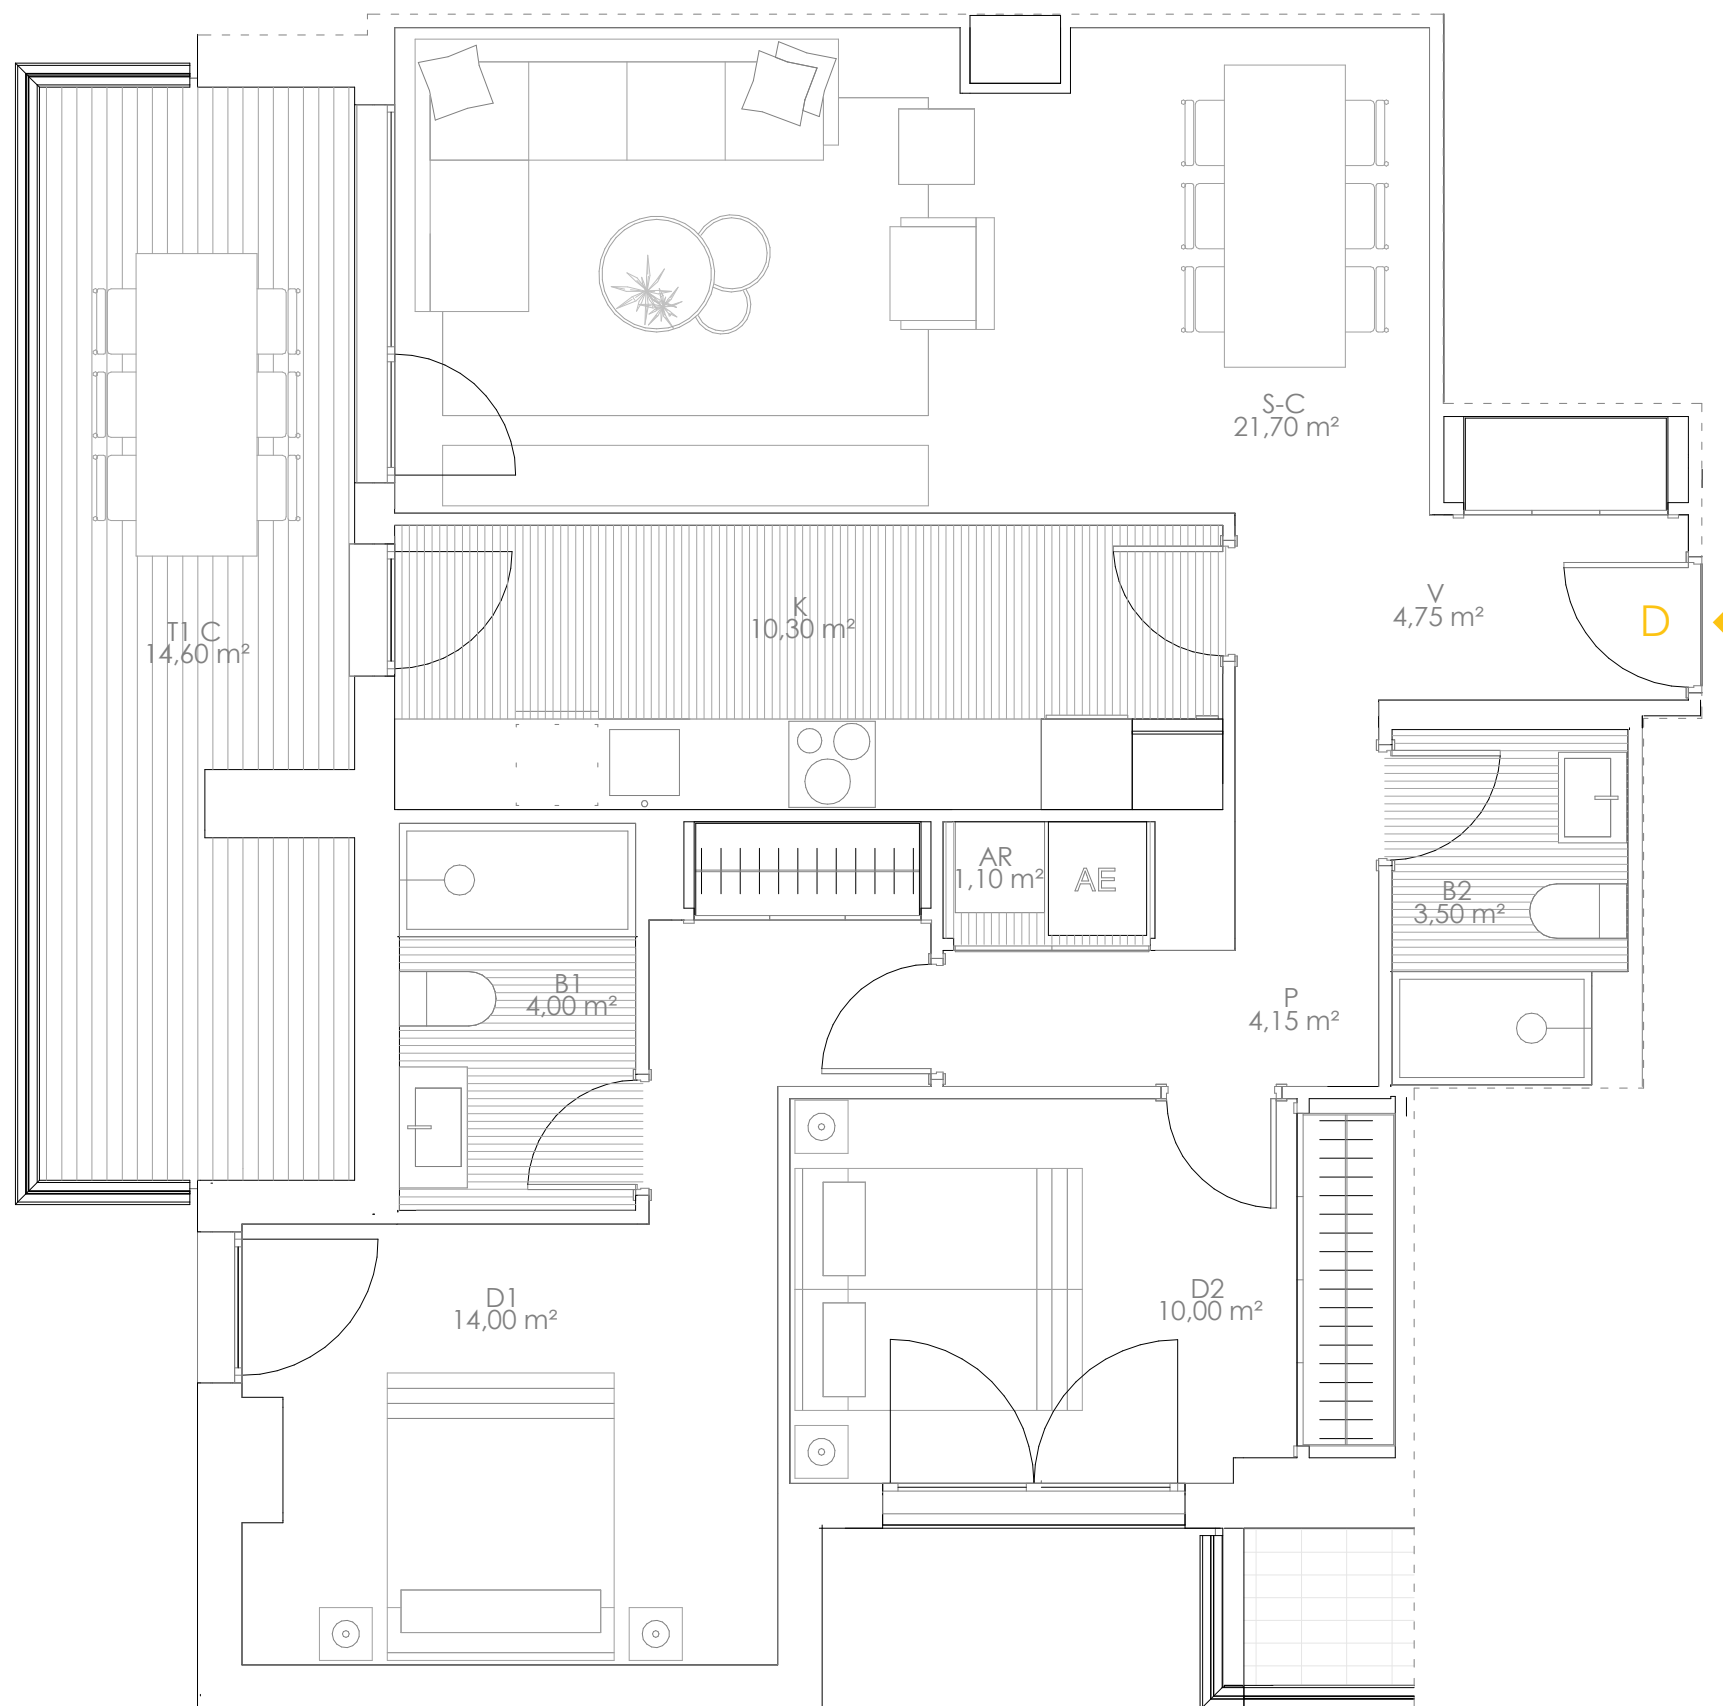 S-C
21,70 m²
V
4,75 m²
D
K
10,30 m²
T1 C
14,60 m²
AR
1,10 m²
AE
B2
3,50 m²
B1
4,00 m²
P
4,15 m²
D1
14,00 m²
D2
10,00 m²